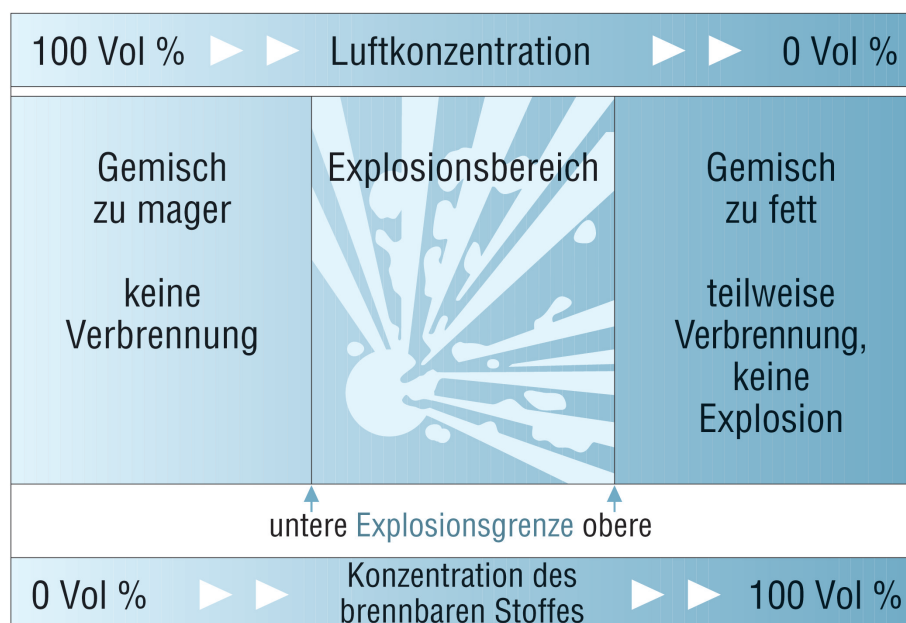 100 Vol % Luftkonzentration 0 Vol %
Gemisch
zu mager
keine
Verbrennung
Explosionsbereich
Gemisch
zu fett
teilweise
Verbrennung,
keine
Explosion
untere Explosionsgrenze obere
0 Vol % Konzentration des
brennbaren Stoffes 100 Vol %